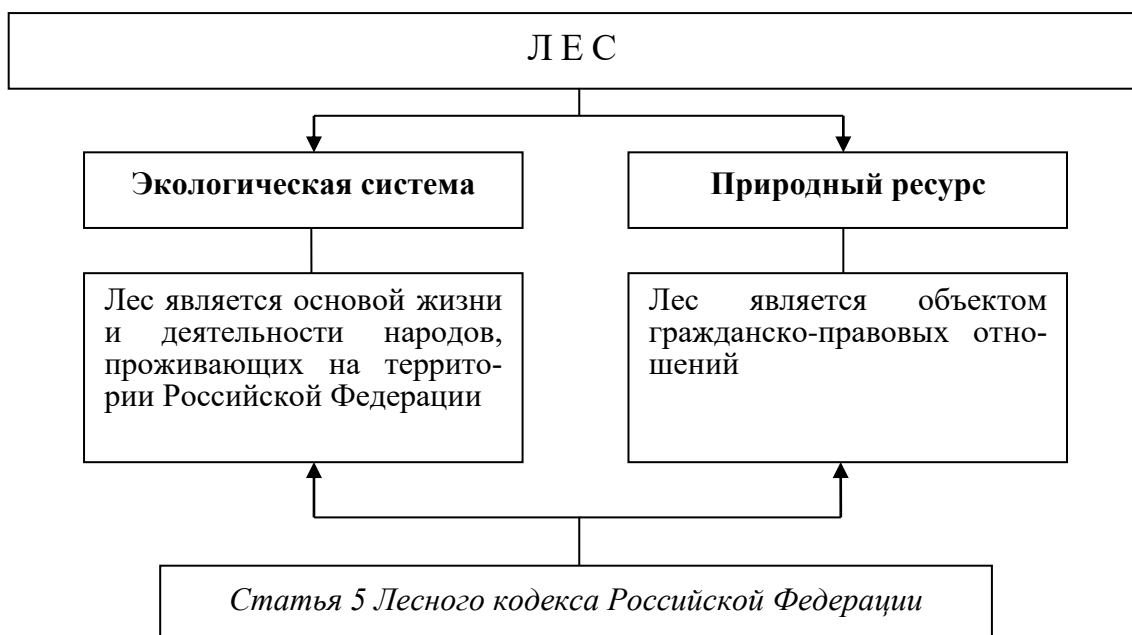 Л Е С
Экологическая система
Природный ресурс
Лес является основой жизни
и деятельности народов,
проживающих на террито-
рии Российской Федерации
Лес является объектом
гражданско-правовых отно-
шений
Статья 5 Лесного кодекса Российской Федерации